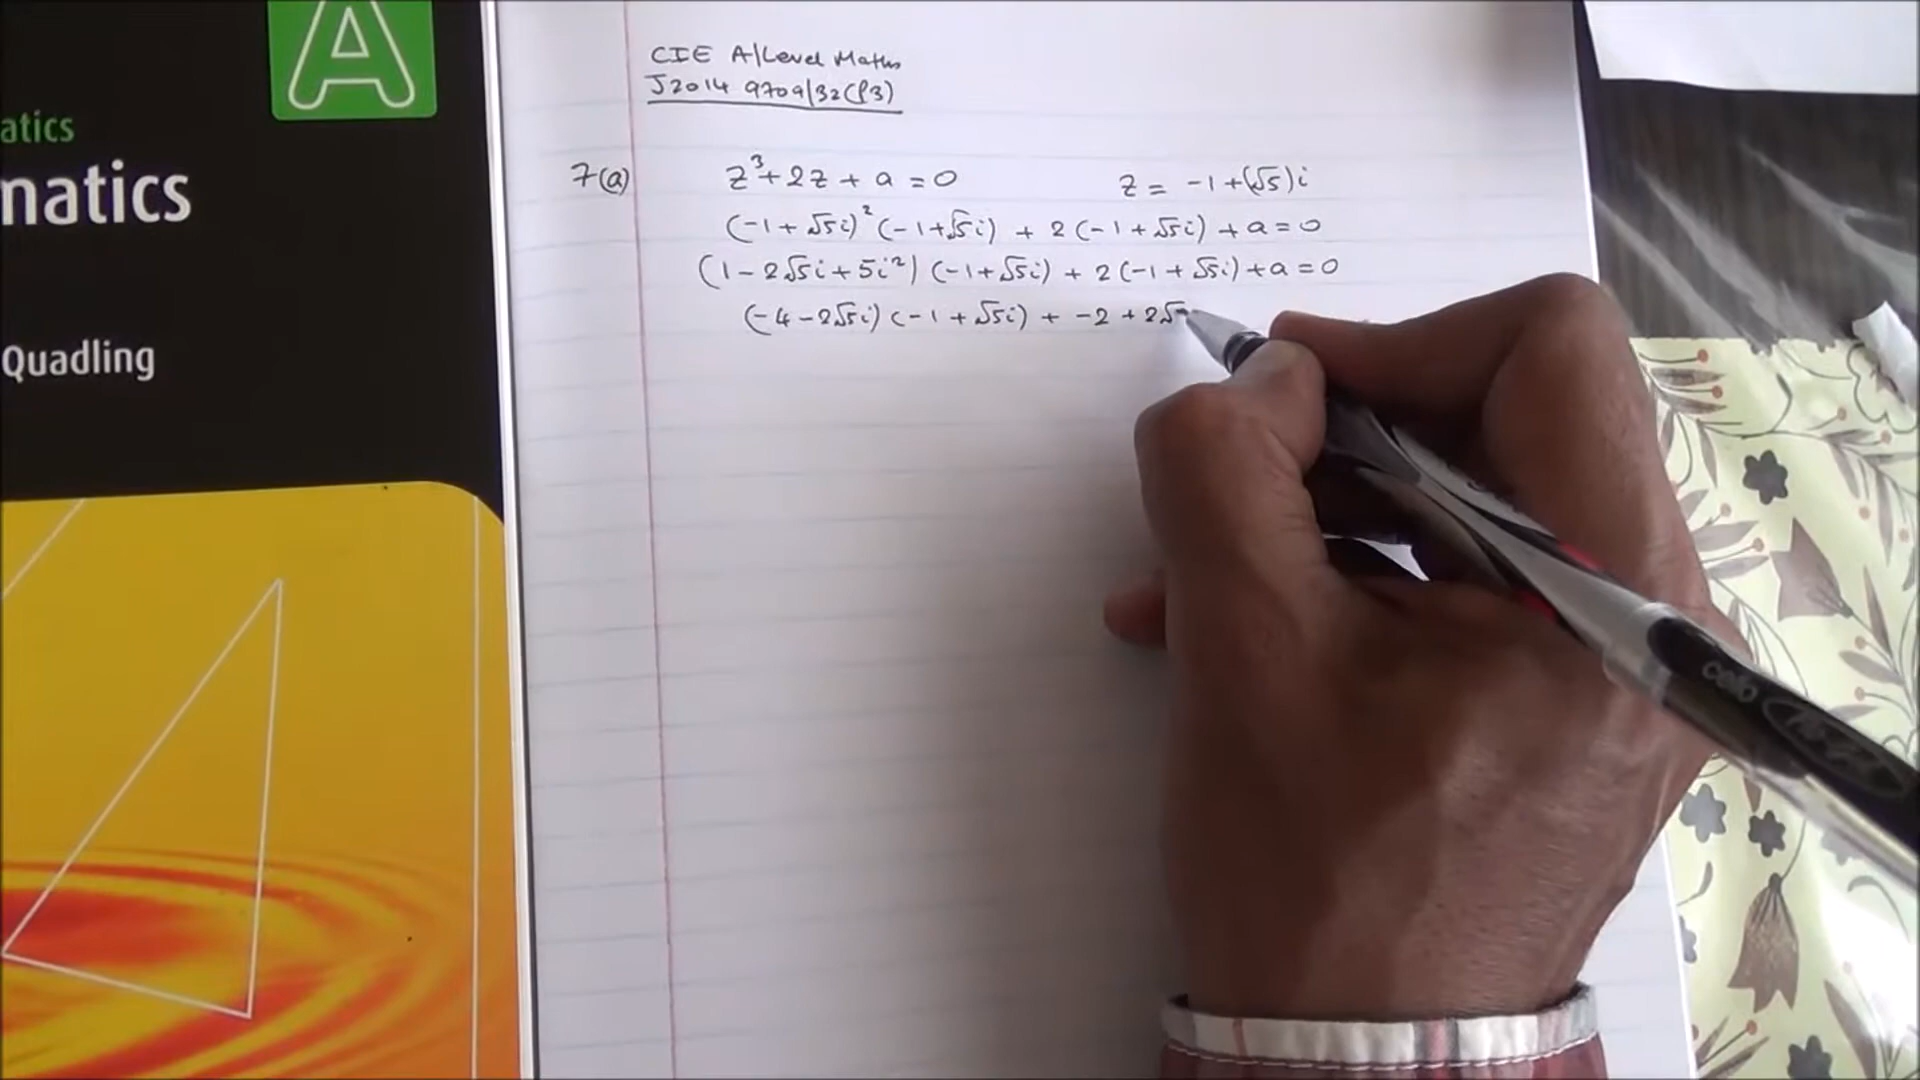 A
atics
natics
Quadling
CIE A/Level Maths
J2014 9709/32(P3)
7(a) z³+2z + a = 0 z = -1+(√5)i
(-1 + √5i)² (-1+√5i) + 2(-1 + √5i) + a = 0
(1 - 2√5i + 5i²) (-1+√5i) + 2(-1 + √5i)+a = 0
(-4 - 2√5i) (-1 + √5i) + -2 + 2√5
celo